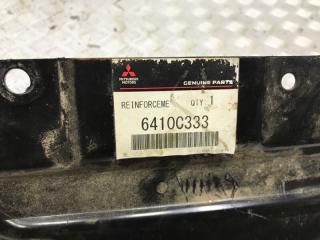 MITSUBISHI
MOTORS
GENUINE PARTS
REINFORCEME QTY 1
6410C333